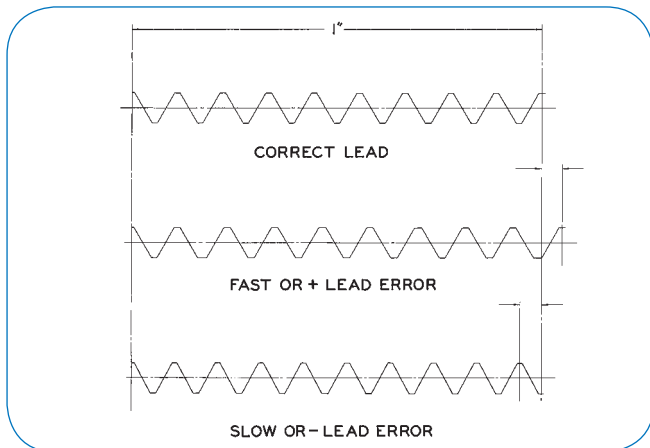 1"
CORRECT LEAD
FAST OR + LEAD ERROR
SLOW OR - LEAD ERROR